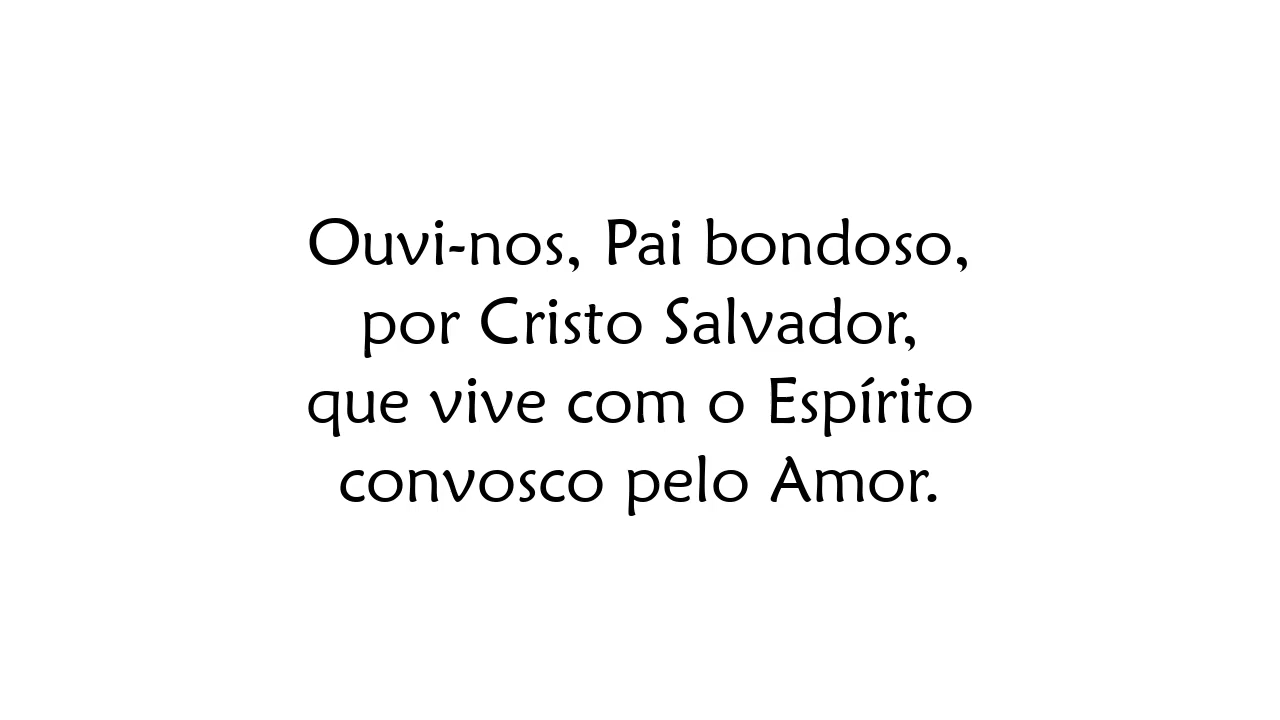 Ouvi-nos, Pai bondoso,
por Cristo Salvador,
que vive com o Espírito
convosco pelo Amor.